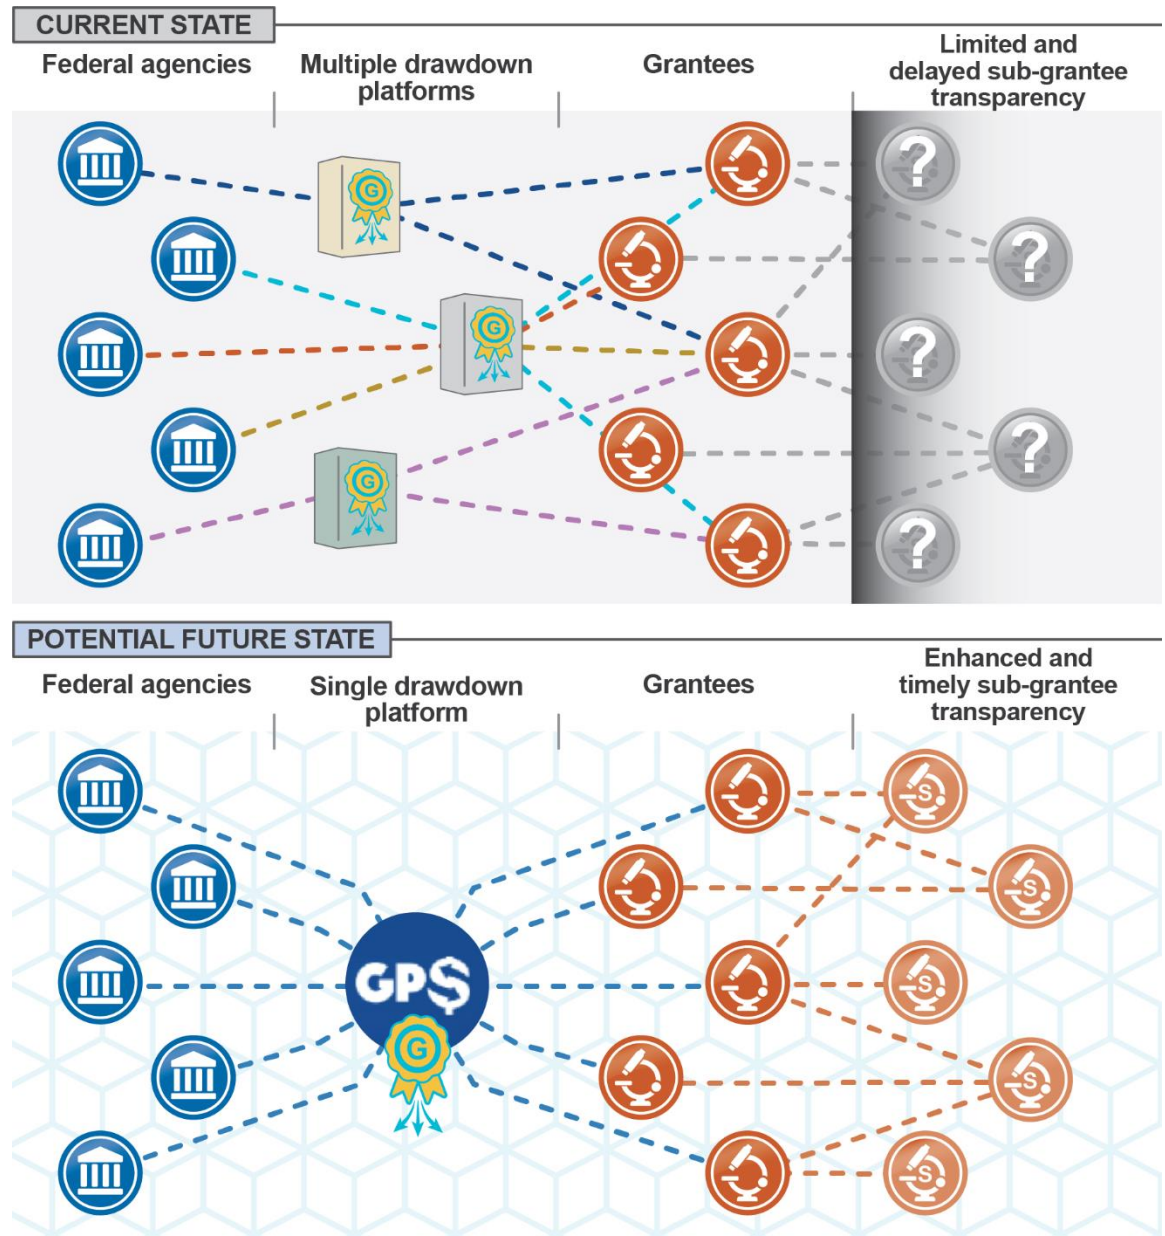 CURRENT STATE
Federal agencies
Multiple drawdown
platforms
Grantees
Limited and
delayed sub-grantee
transparency
G
G
G
?
?
?
?
?
POTENTIAL FUTURE STATE
Federal agencies
Single drawdown
platform
Grantees
Enhanced and
timely sub-grantee
transparency
S
S
GP$
S
G
S
S